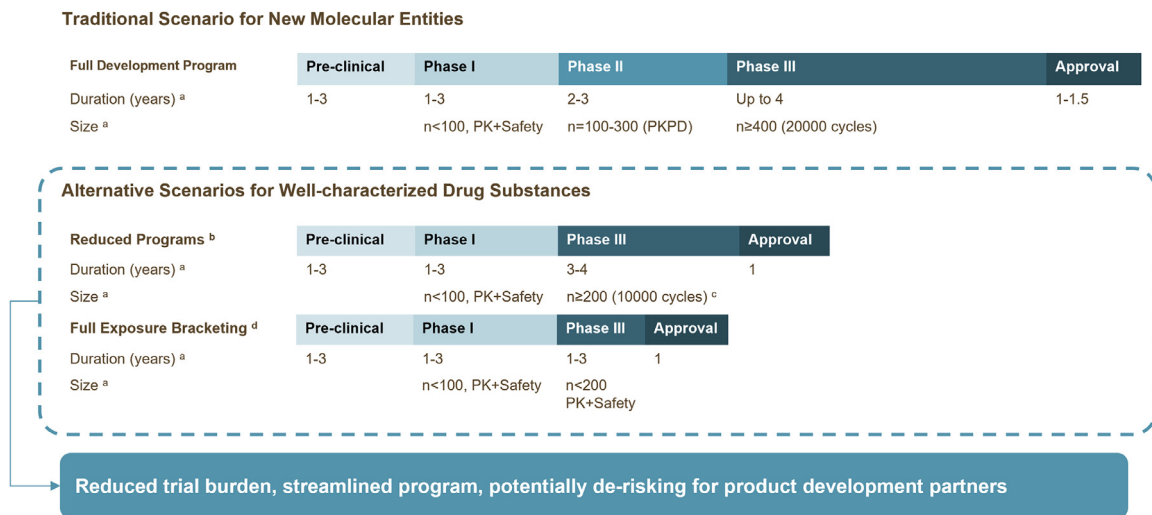 Traditional Scenario for New Molecular Entities
Full Development Program Pre-clinical Phase I Phase II Phase III Approval
Duration (years) a 1-3 1-3 2-3 Up to 4 1-1.5
Size a n<100, PK+Safety n=100-300 (PKPD) n≥400 (20000 cycles)
Alternative Scenarios for Well-characterized Drug Substances
Reduced Programs b Pre-clinical Phase I Phase III Approval
Duration (years) a 1-3 1-3 3-4 1
Size a n<100, PK+Safety n≥200 (10000 cycles) c
Full Exposure Bracketing d Pre-clinical Phase I Phase III Approval
Duration (years) a 1-3 1-3 1-3 1
Size a n<100, PK+Safety n<200
PK+Safety
Reduced trial burden, streamlined program, potentially de-risking for product development partners